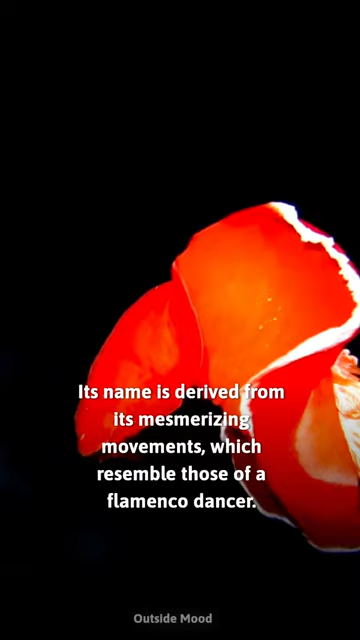 Its name is derived from
its mesmerizing
movements, which
resemble those of a
flamenco dancer.
Outside Mood